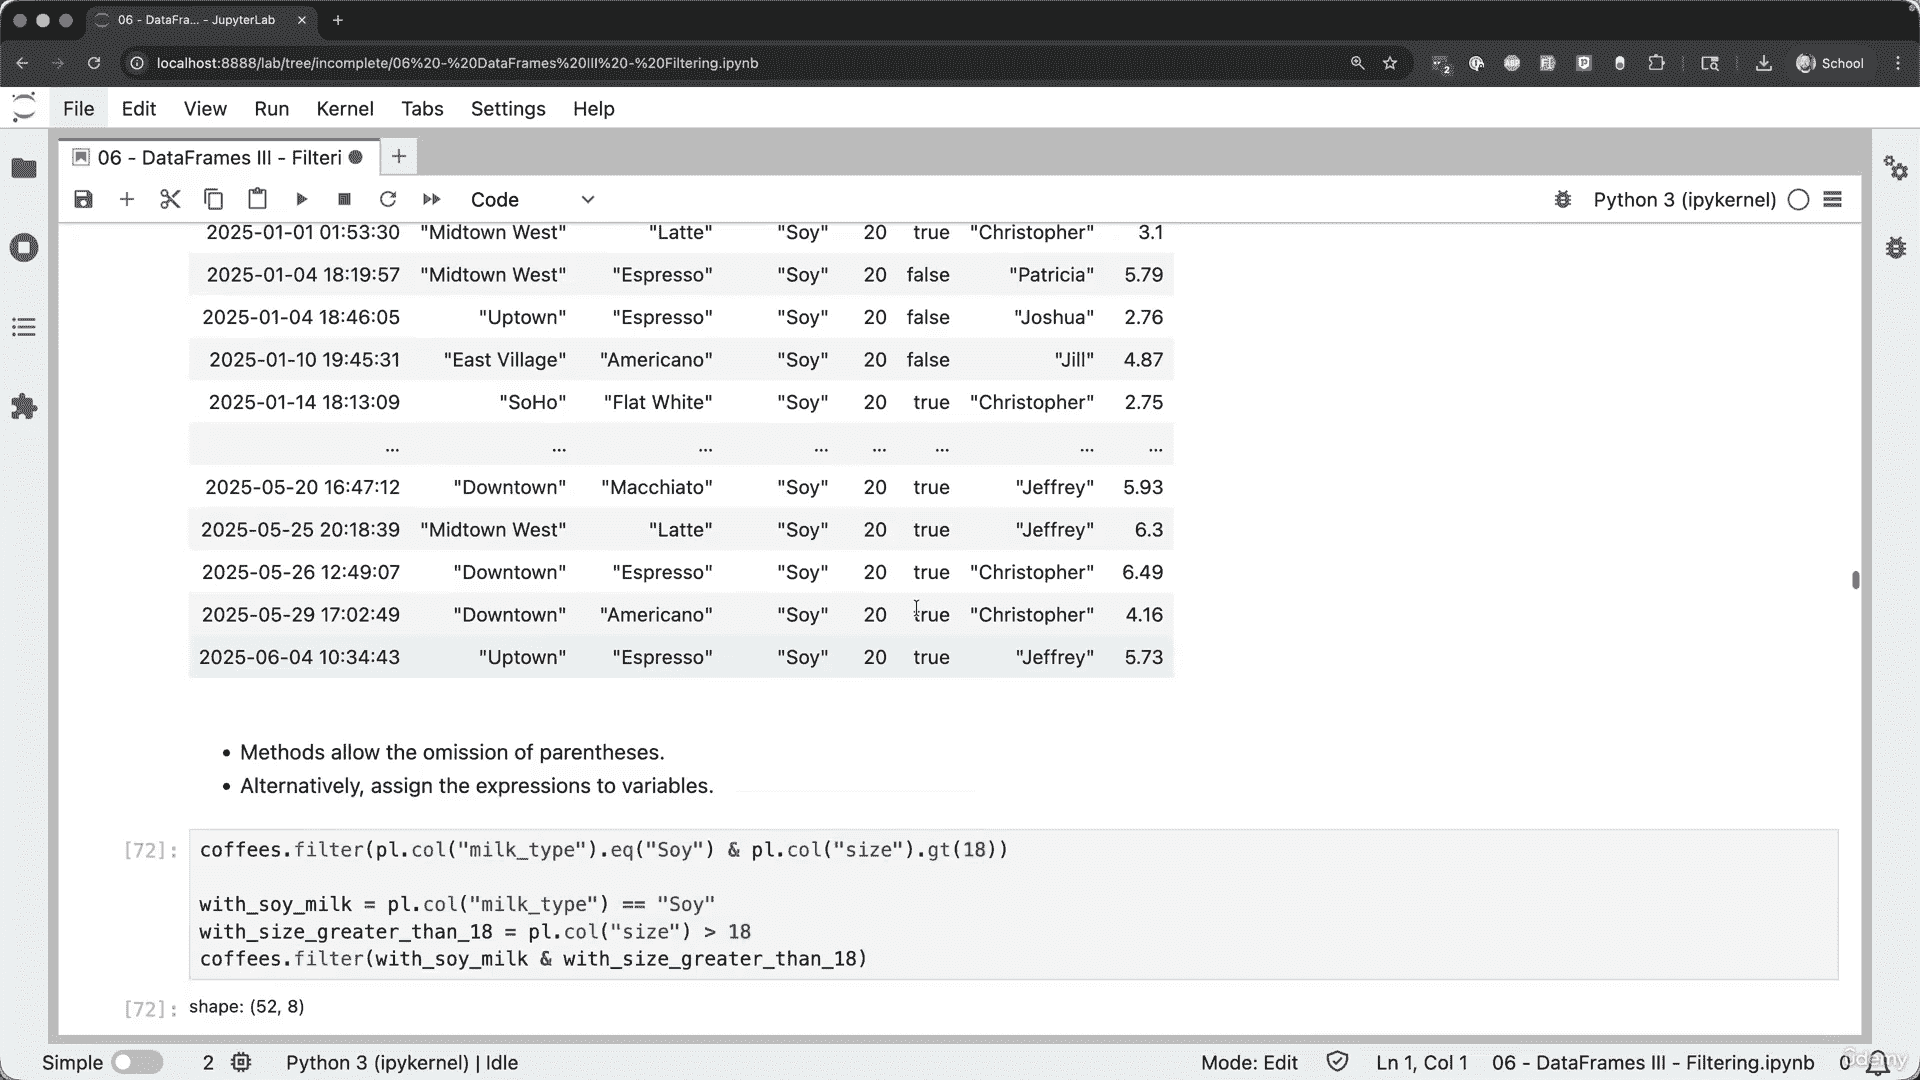 06 - DataFra... - JupyterLab
localhost:8888/lab/tree/incomplete/06%20-%20DataFrames%20III%20-%20Filtering.ipynb
2
School
File Edit View Run Kernel Tabs Settings Help
06 - DataFrames III - Filteri
Code
Python 3 (ipykernel)
2025-01-01 01:53:30 "Midtown West" "Latte" "Soy" 20 true "Christopher" 3.1
2025-01-04 18:19:57 "Midtown West" "Espresso" "Soy" 20 false "Patricia" 5.79
2025-01-04 18:46:05 "Uptown" "Espresso" "Soy" 20 false "Joshua" 2.76
2025-01-10 19:45:31 "East Village" "Americano" "Soy" 20 false "Jill" 4.87
2025-01-14 18:13:09 "SoHo" "Flat White" "Soy" 20 true "Christopher" 2.75
... ... ... ... ... ... ... ...
2025-05-20 16:47:12 "Downtown" "Macchiato" "Soy" 20 true "Jeffrey" 5.93
2025-05-25 20:18:39 "Midtown West" "Latte" "Soy" 20 true "Jeffrey" 6.3
2025-05-26 12:49:07 "Downtown" "Espresso" "Soy" 20 true "Christopher" 6.49
2025-05-29 17:02:49 "Downtown" "Americano" "Soy" 20 true "Christopher" 4.16
2025-06-04 10:34:43 "Uptown" "Espresso" "Soy" 20 true "Jeffrey" 5.73
• Methods allow the omission of parentheses.
• Alternatively, assign the expressions to variables.
[72]: coffees.filter(pl.col("milk_type").eq("Soy") & pl.col("size").gt(18))
with_soy_milk = pl.col("milk_type") == "Soy"
with_size_greater_than_18 = pl.col("size") > 18
coffees.filter(with_soy_milk & with_size_greater_than_18)
[72]: shape: (52, 8)
Simple 2 Python 3 (ipykernel) | Idle Mode: Edit Ln 1, Col 1 06 - DataFrames III - Filtering.ipynb 0
Udemy